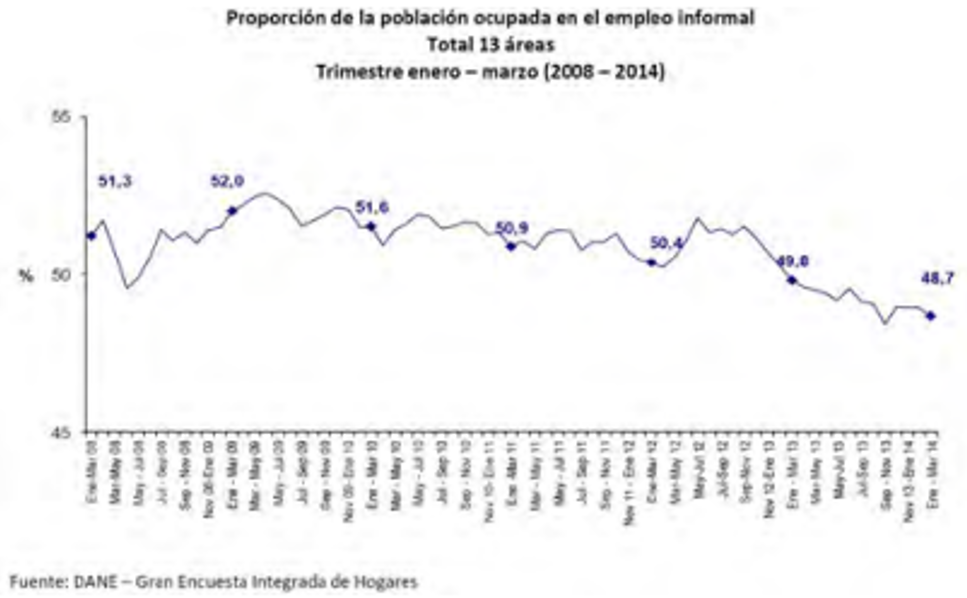 Proporción de la población ocupada en el empleo informal
Total 13 áreas
Trimestre enero – marzo (2008 – 2014)
55
50
45
%
51,3
52,0
51,6
50,9
50,4
49,8
48,7
Ene-Mar 08
Mar-May 08
May - Jul 08
Jul - Sep 08
Sep - Nov 08
Nov 08-Ene 09
Ene - Mar 09
Mar - May 09
May - Jul 09
Jul - Sep 09
Sep - Nov 09
Nov 09-Ene 10
Ene - Mar 10
Mar - May 10
May - Jul 10
Jul - Sep 10
Sep - Nov 10
Nov 10- Ene 11
Ene -Mar 11
Mar - May 11
May - Jul 11
Jul - Sep 11
Sep - Nov 11
Nov 11 - Ene 12
Ene-Mar 12
Mar-May 12
May-Jul 12
Jul-Sep 12
Sep-Nov 12
Nov 12-Ene 13
Ene - Mar 13
Mar-May 13
May-Jul 13
Jul-Sep 13
Sep - Nov 13
Nov 13 -Ene 14
Ene - Mar 14
Fuente: DANE – Gran Encuesta Integrada de Hogares